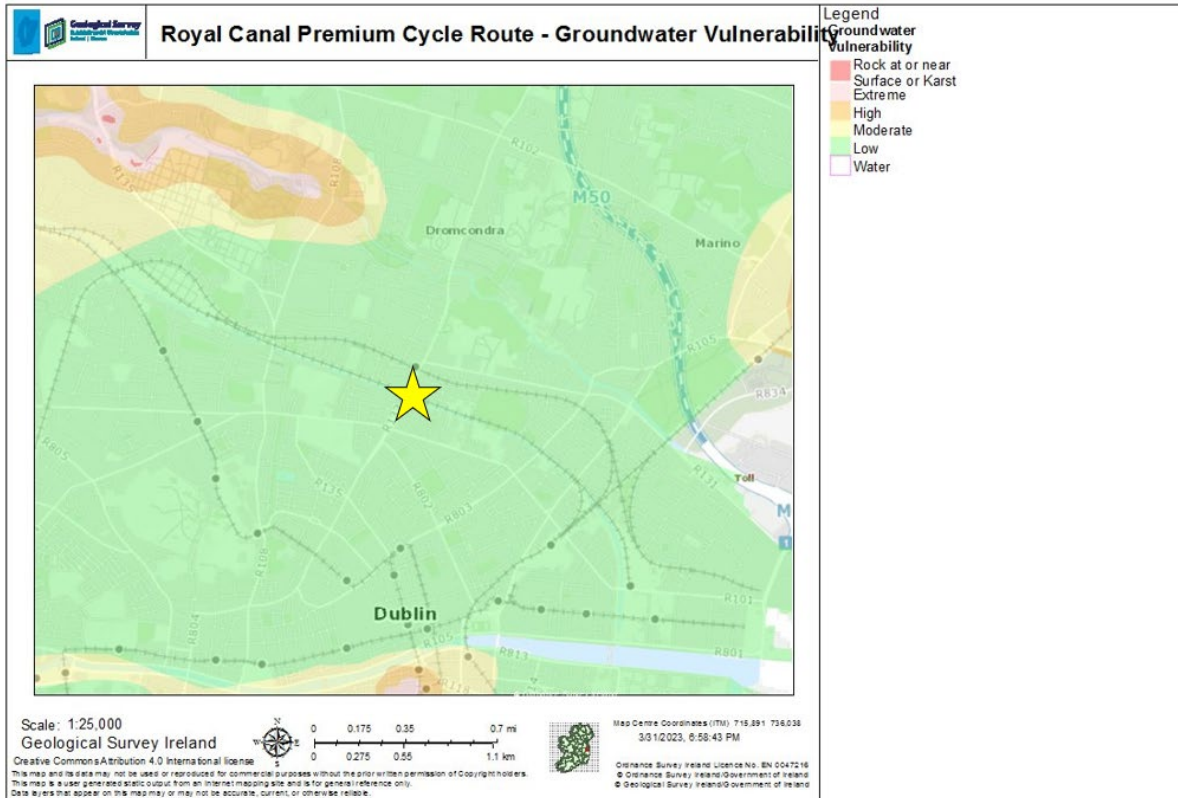 Geological Survey
Ireland | Éireann
Royal Canal Premium Cycle Route - Groundwater Vulnerability
Legend
Groundwater
Vulnerability
Rock at or near
Surface or Karst
Extreme
High
Moderate
Low
Water
R102
R108
R135
M50
Dromcondra
Marino
R105
R834
R805
R131
Toll
R135
R802
R803
M
1
R108
R101
Dublin
R804
R105
R813
R801
R118
Scale: 1:25,000
Geological Survey Ireland
Creative Commons Attribution 4.0 International license
This map and its data may not be used or reproduced for commercial purposes without the prior written permission of Copyright holders.
This map is a user generated static output from an Internet mapping site and is for general reference only.
Data layers that appear on this map may or may not be accurate, current, or otherwise reliable.
N
W E
S
0 0.175 0.35 0.7 mi
0 0.275 0.55 1.1 km
Map Centre Coordinates (ITM) 715,891 736,038
3/31/2023, 6:58:43 PM
Ordnance Survey Ireland Licence No. EN 0047216
© Ordnance Survey Ireland/Government of Ireland
© Geological Survey Ireland/Government of Ireland